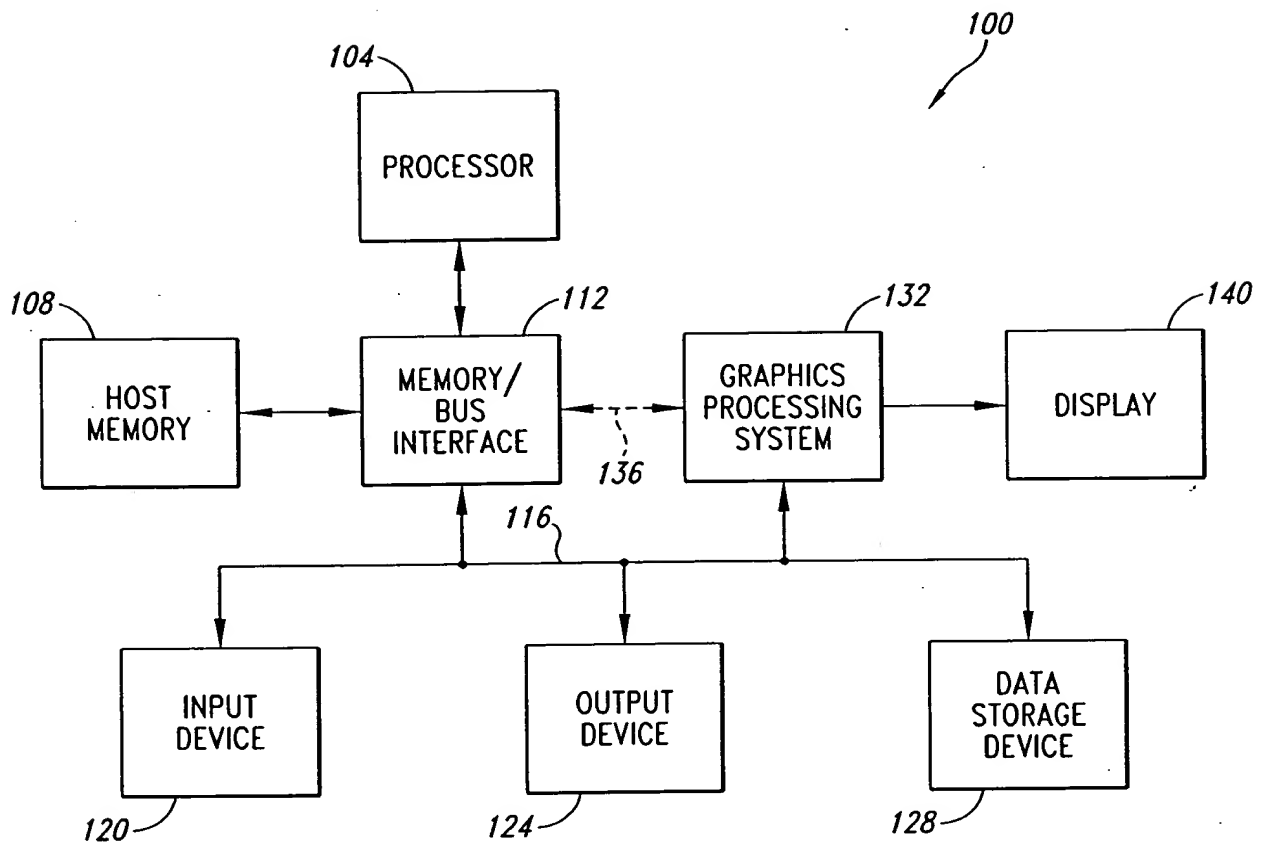 100
104
PROCESSOR
108
112
132
140
HOST
MEMORY
MEMORY/
BUS
INTERFACE
136
GRAPHICS
PROCESSING
SYSTEM
DISPLAY
116
INPUT
DEVICE
OUTPUT
DEVICE
DATA
STORAGE
DEVICE
120
124
128